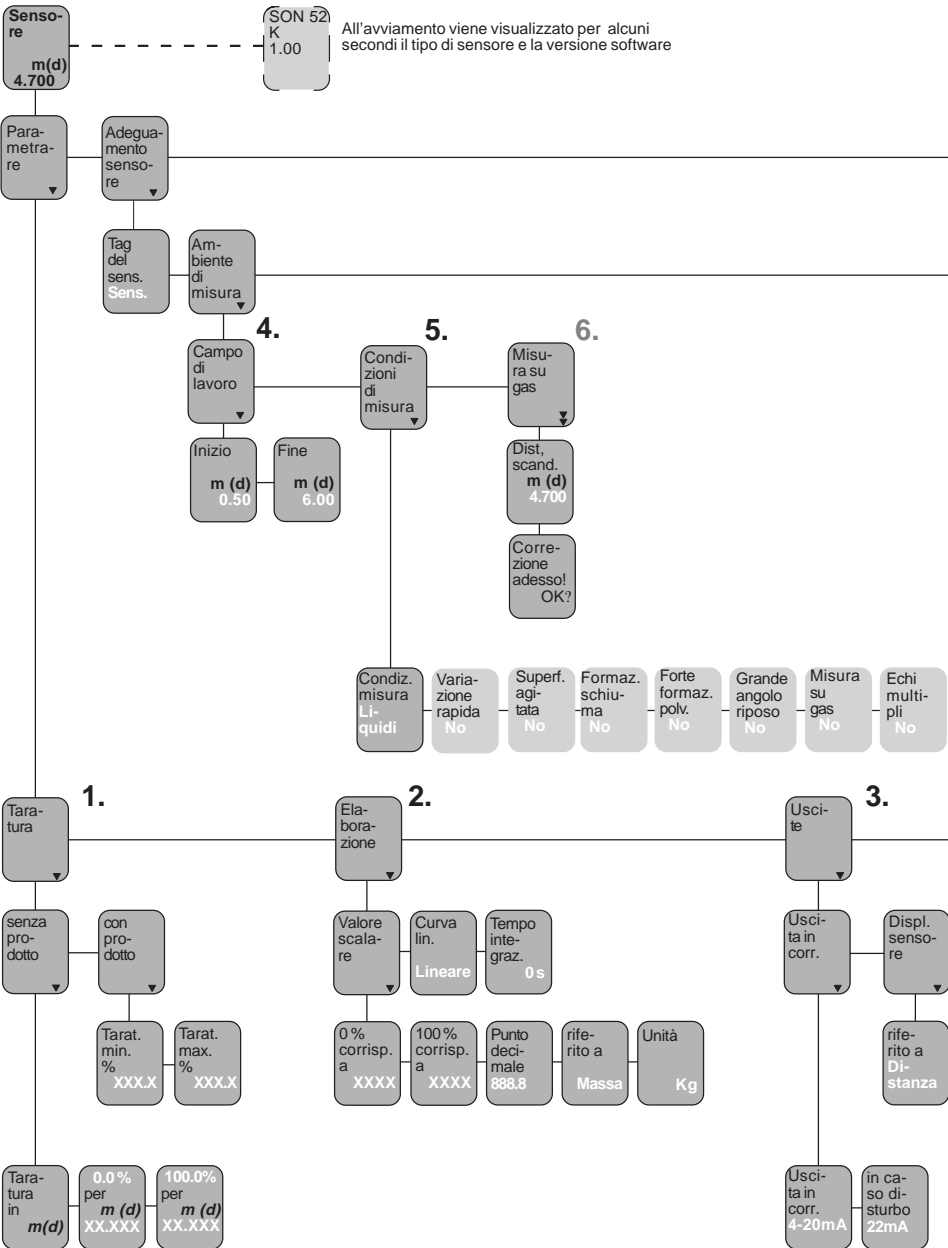 Senso-
re
m(d)
4.700
SON 52
K
1.00
All'avviamento viene visualizzato per alcuni
secondi il tipo di sensore e la versione software
Para-
metra-
re
Adegua-
mento
senso-
re
Tag
del
sens.
Sens.
Am-
biente
di
misura
4.
Campo
di
lavoro
5.
Condi-
zioni
di
misura
6.
Misu-
ra su
gas
Inizio
m (d)
0.50
Fine
m (d)
6.00
Dist,
scand.
m (d)
4.700
Corre-
zione
adesso!
OK?
Condiz.
misura
Li-
quidi
Varia-
zione
rapida
No
Superf.
agi-
tata
No
Formaz.
schiu-
ma
No
Forte
formaz.
polv.
No
Grande
angolo
riposo
No
Misura
su
gas
No
Echi
multi-
pli
No
1.
Tara-
tura
2.
Ela-
bora-
zione
3.
Usci-
te
senza
pro-
dotto
con
pro-
dotto
Valore
scala-
re
Curva
lin.
Lineare
Tempo
inte-
graz.
0 s
Usci-
ta in
corr.
Displ.
senso-
re
Tarat.
min.
%
XXX.X
Tarat.
max.
%
XXX.X
0 %
corrisp.
a
XXXX
100 %
corrisp.
a
XXXX
Punto
deci-
male
888.8
rife-
rito a
Massa
Unità
Kg
rife-
rito a
Di-
stanza
Tara-
tura
in
m(d)
0.0 %
per
m (d)
XX.XXX
100.0%
per
m (d)
XX.XXX
Usci-
ta in
corr.
4-20mA
in ca-
so di-
sturbo
22mA